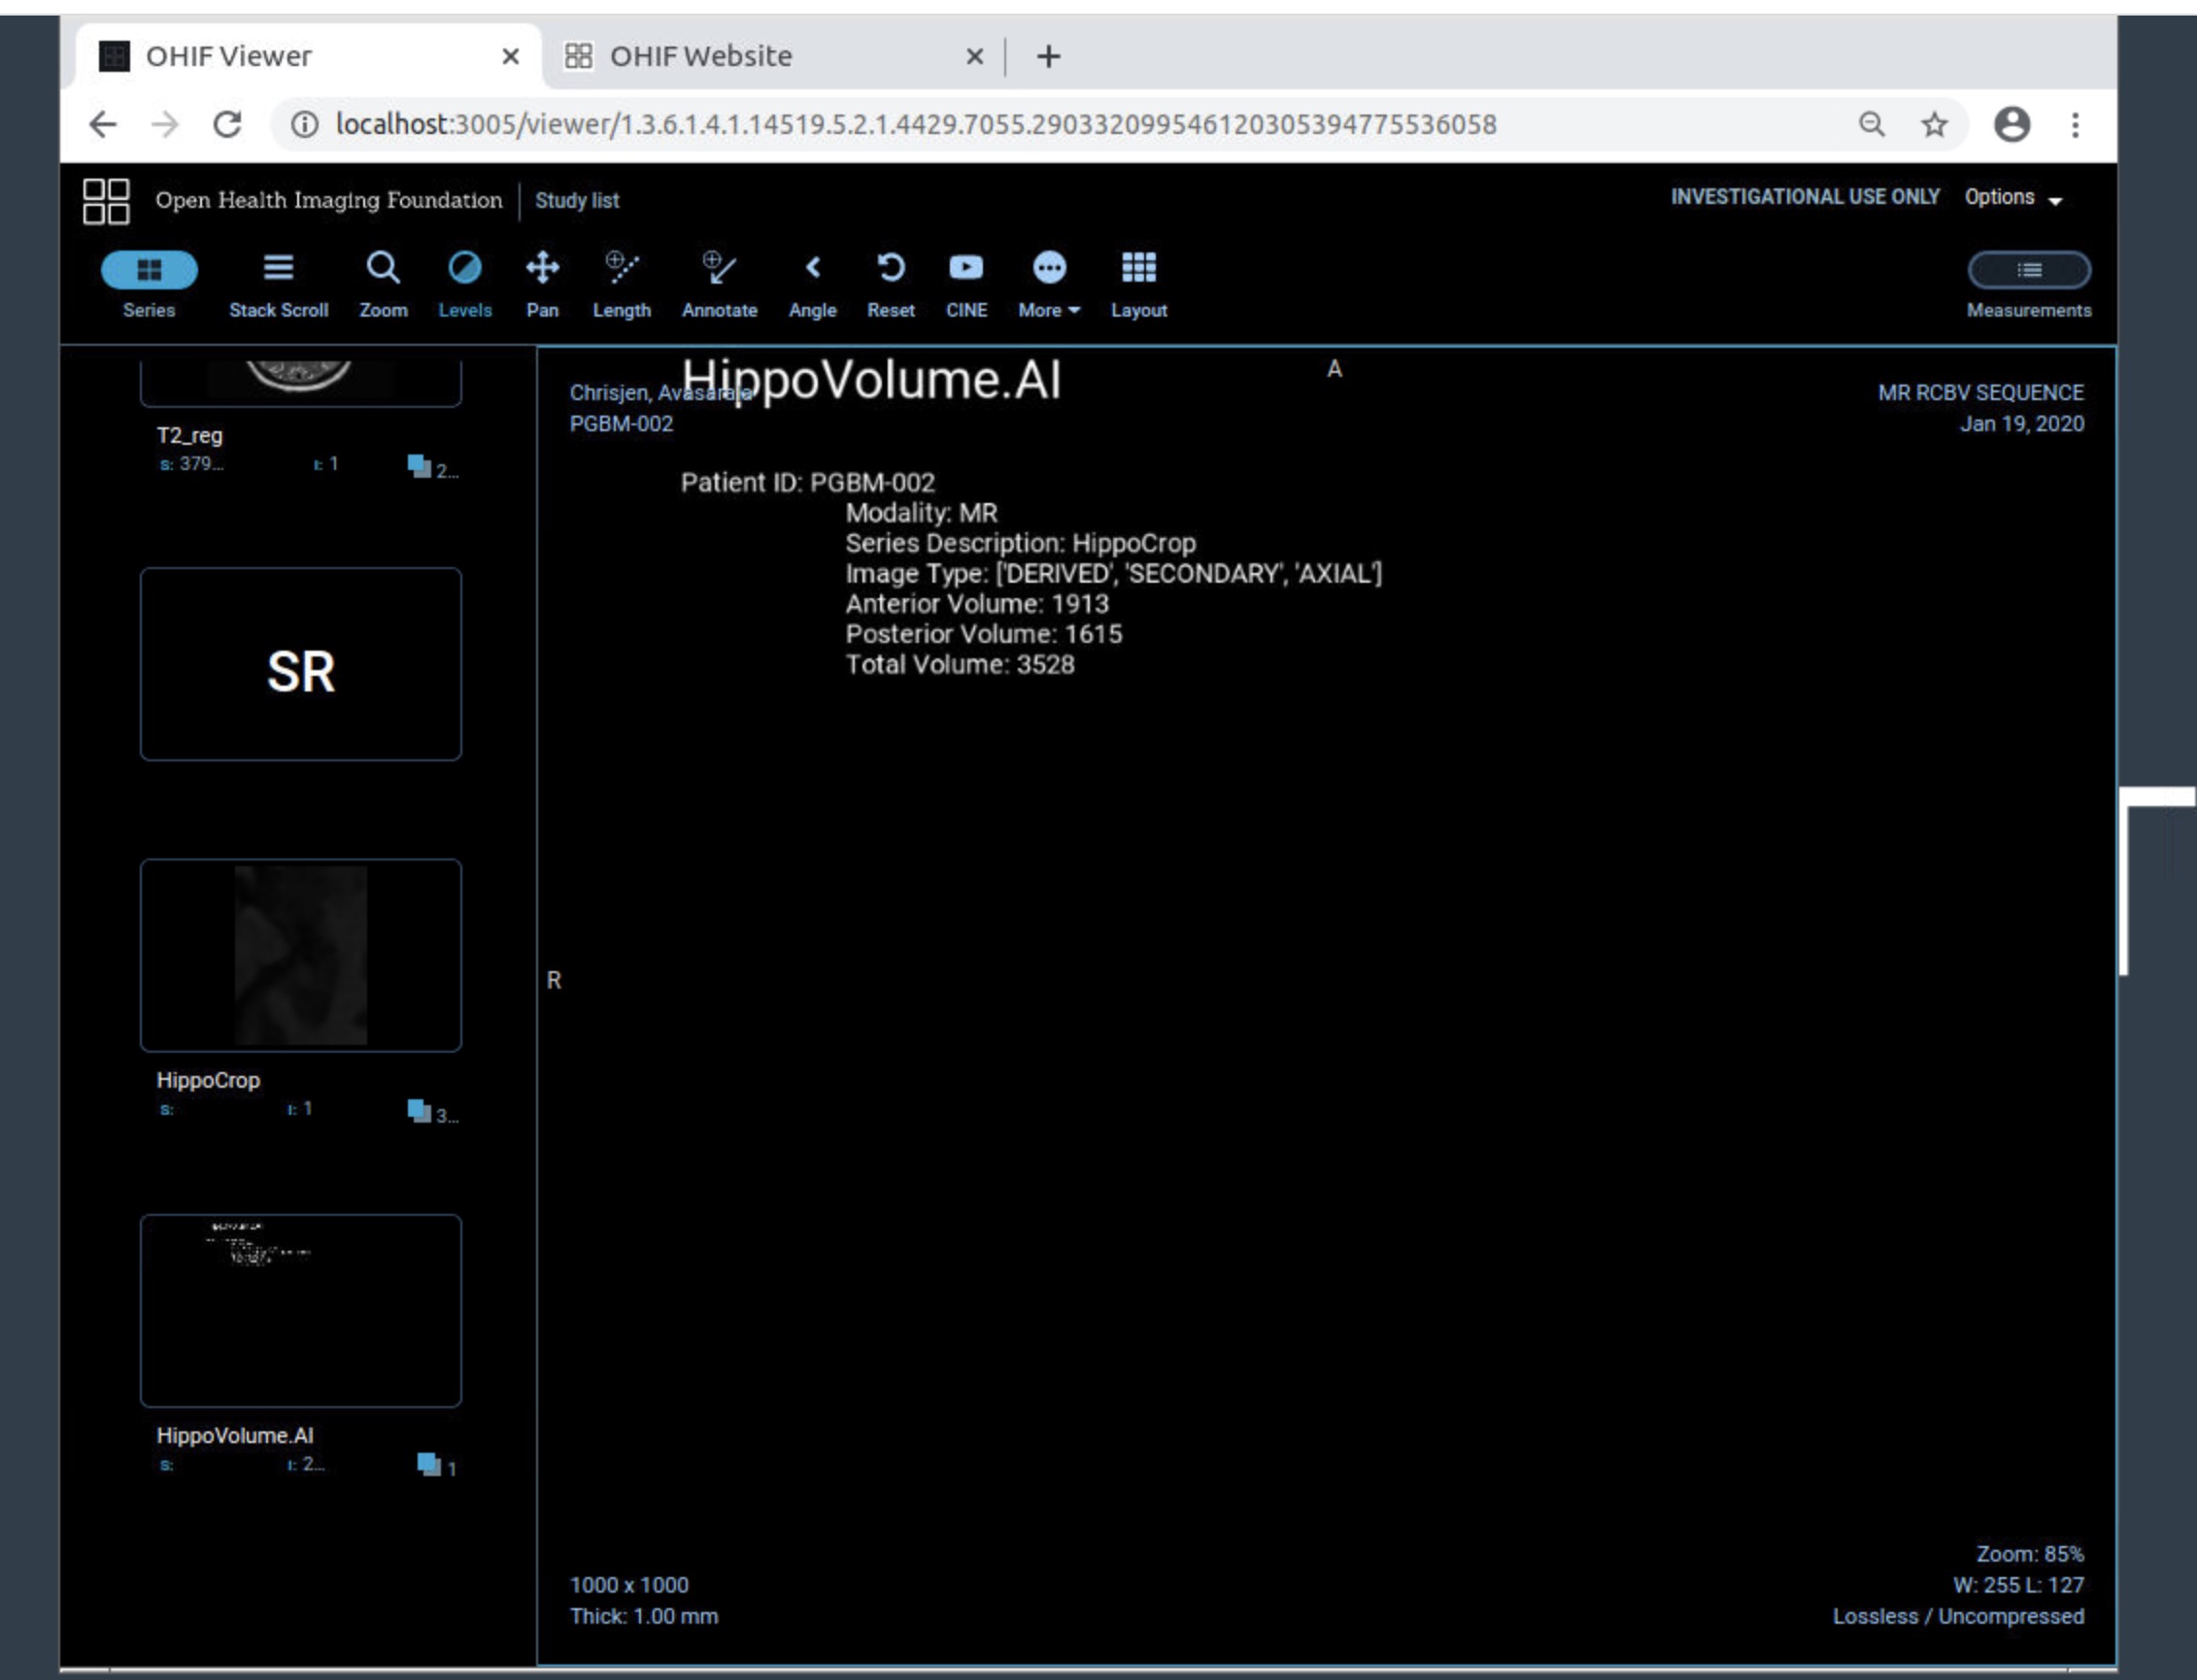 OHIF Viewer
OHIF Website
localhost:3005/viewer/1.3.6.1.4.1.14519.5.2.1.4429.7055.290332099546120305394775536058
Open Health Imaging Foundation
Study list
INVESTIGATIONAL USE ONLY
Options
Series
Stack Scroll
Zoom
Levels
Pan
Length
Annotate
Angle
Reset
CINE
More
Layout
Measurements
T2_reg
S: 379...
I: 1
2...
SR
HippoCrop
S:
I: 1
3...
HippoVolume.AI
S:
I: 2...
1
HippoVolume.AI
A
Chrisjen, Avasarala
PGBM-002
MR RCBV SEQUENCE
Jan 19, 2020
Patient ID: PGBM-002
Modality: MR
Series Description: HippoCrop
Image Type: ['DERIVED', 'SECONDARY', 'AXIAL']
Anterior Volume: 1913
Posterior Volume: 1615
Total Volume: 3528
R
1000 x 1000
Thick: 1.00 mm
Zoom: 85%
W: 255 L: 127
Lossless / Uncompressed